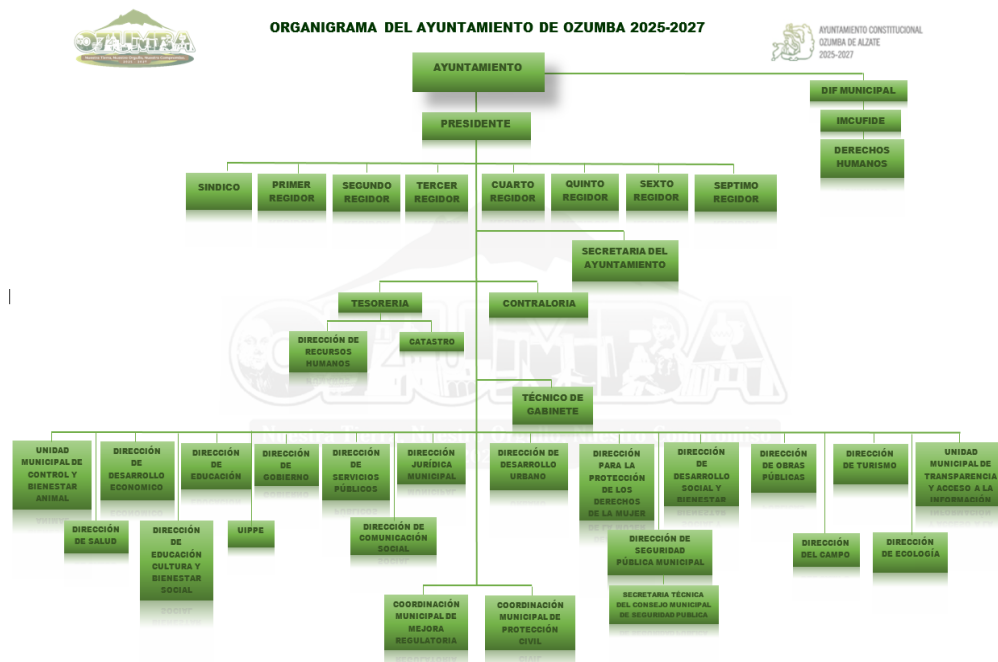 ORGANIGRAMA DEL AYUNTAMIENTO DE OZUMBA 2025-2027
OZUMBA
AYUNTAMIENTO CONSTITUCIONAL
OZUMBA DE ALZATE
2025-2027
AYUNTAMIENTO
DIF MUNICIPAL
IMCUFIDE
DERECHOS
HUMANOS
PRESIDENTE
SINDICO
PRIMER
REGIDOR
SEGUNDO
REGIDOR
TERCER
REGIDOR
CUARTO
REGIDOR
QUINTO
REGIDOR
SEXTO
REGIDOR
SEPTIMO
REGIDOR
SECRETARIA DEL
AYUNTAMIENTO
TESORERIA
CONTRALORIA
DIRECCIÓN DE
RECURSOS
HUMANOS
CATASTRO
OZUMBA
TÉCNICO DE
GABINETE
UNIDAD
MUNICIPAL DE
CONTROL Y
BIENESTAR
ANIMAL
DIRECCIÓN
DE
DESARROLLO
ECONOMICO
DIRECCIÓN
DE
EDUCACIÓN
DIRECCIÓN
DE
GOBIERNO
DIRECCIÓN
DE
SERVICIOS
PÚBLICOS
DIRECCIÓN
JURÍDICA
MUNICIPAL
DIRECCIÓN
DE
DESARROLLO
URBANO
DIRECCIÓN
PARA LA
PROTECCIÓN
DE LOS
DERECHOS
DE LA MUJER
DIRECCIÓN
DE
DESARROLLO
SOCIAL Y
BIENESTAR
DIRECCIÓN
DE OBRAS
PÚBLICAS
DIRECCIÓN
DE TURISMO
UNIDAD
MUNICIPAL DE
TRANSPARENCIA
Y ACCESO A LA
INFORMACIÓN
DIRECCIÓN
DE SALUD
DIRECCIÓN
DE
EDUCACIÓN
CULTURA Y
BIENESTAR
SOCIAL
UIPPE
DIRECCIÓN DE
COMUNICACIÓN
SOCIAL
DIRECCIÓN DE
SEGURIDAD
PÚBLICA MUNICIPAL
DIRECCIÓN
DEL CAMPO
DIRECCIÓN
DE ECOLOGÍA
SECRETARIA TÉCNICA
DEL CONSEJO MUNICIPAL
DE SEGURIDAD PUBLICA
COORDINACIÓN
MUNICIPAL DE
MEJORA
REGULATORIA
COORDINACIÓN
MUNICIPAL DE
PROTECCIÓN
CIVIL